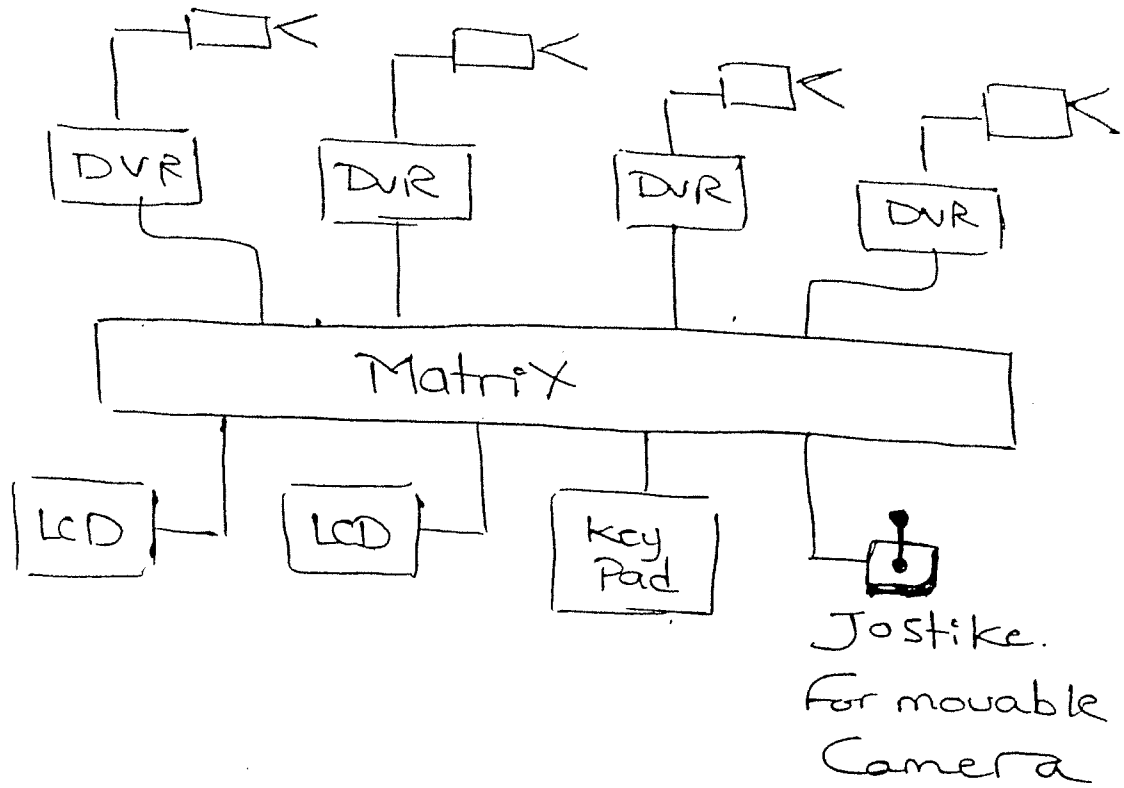 DVR
DVR
DVR
DVR
Matrix
LCD
LCD
Key
Pad
Jostike.
For movable
Camera